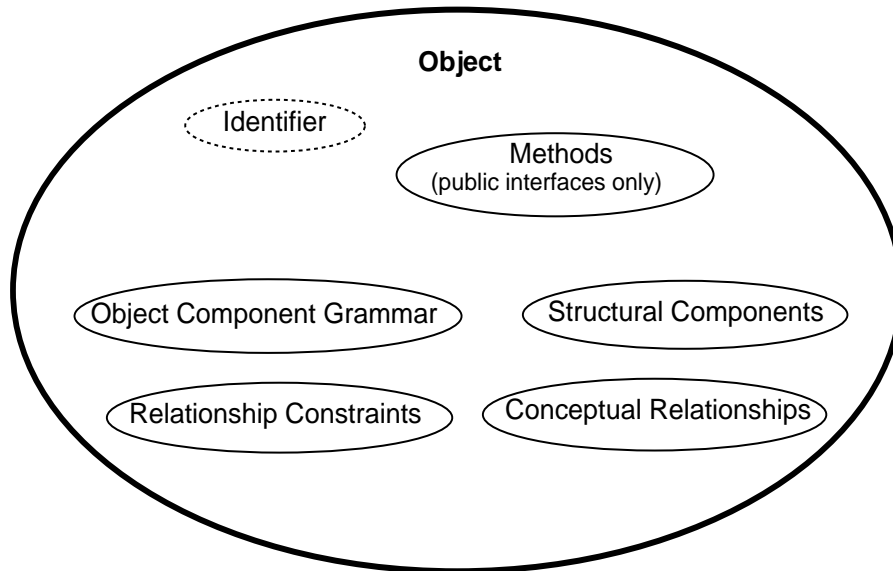 Object
Identifier
Methods
(public interfaces only)
Object Component Grammar
Structural Components
Relationship Constraints
Conceptual Relationships